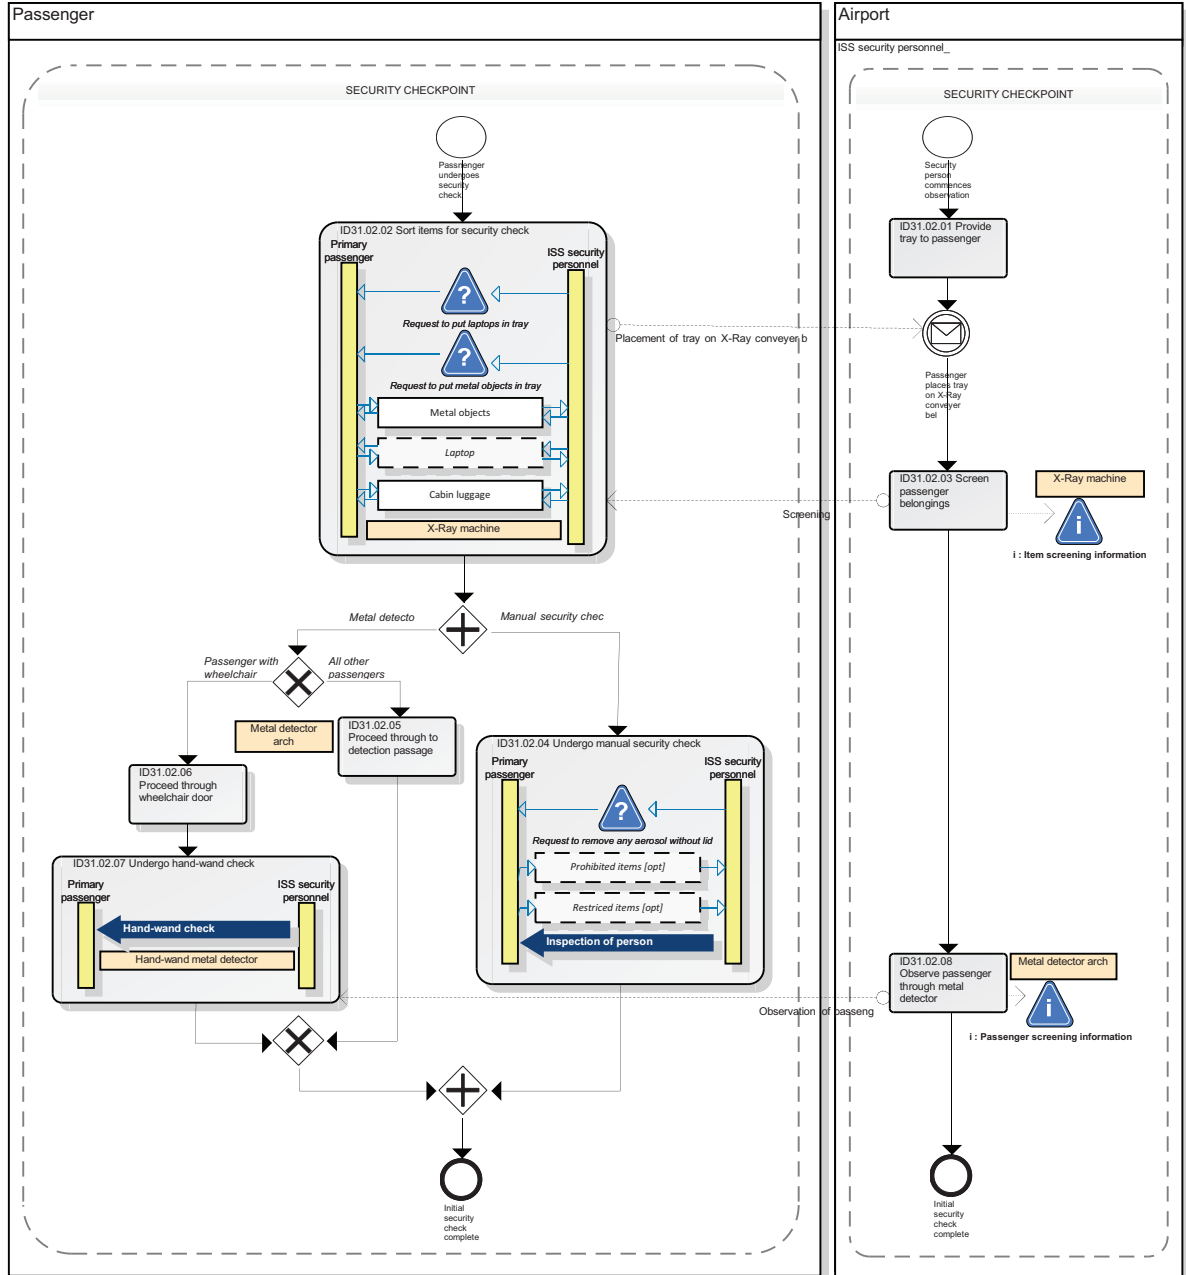 Passenger
SECURITY CHECKPOINT
Passnenger
undergoes
security
check
ID31.02.02 Sort items for security check
Primary
passenger
ISS security
personnel
?
Request to put laptops in tray
?
Request to put metal objects in tray
Metal objects
Laptop
Cabin luggage
X-Ray machine
Placement of tray on X-Ray conveyer b
Screening
Metal detecto
Manual security chec
Passenger with
wheelchair
All other
passengers
Metal detector
arch
ID31.02.05
Proceed through to
detection passage
ID31.02.06
Proceed through
wheelchair door
ID31.02.04 Undergo manual security check
Primary
passenger
ISS security
personnel
?
Request to remove any aerosol without lid
Prohibited items [opt]
Restriced items [opt]
Inspection of person
ID31.02.07 Undergo hand-wand check
Primary
passenger
ISS security
personnel
Hand-wand check
Hand-wand metal detector
Observation of passeng
Initial
security
check
complete
Airport
ISS security personnel_
SECURITY CHECKPOINT
Security
person
commences
observation
ID31.02.01 Provide
tray to passenger
Passenger
places tray
on X-Ray
conveyer
bel
ID31.02.03 Screen
passenger
belongings
X-Ray machine
i
i : Item screening information
ID31.02.08
Observe passenger
through metal
detector
Metal detector arch
i
i : Passenger screening information
Initial
security
check
complete